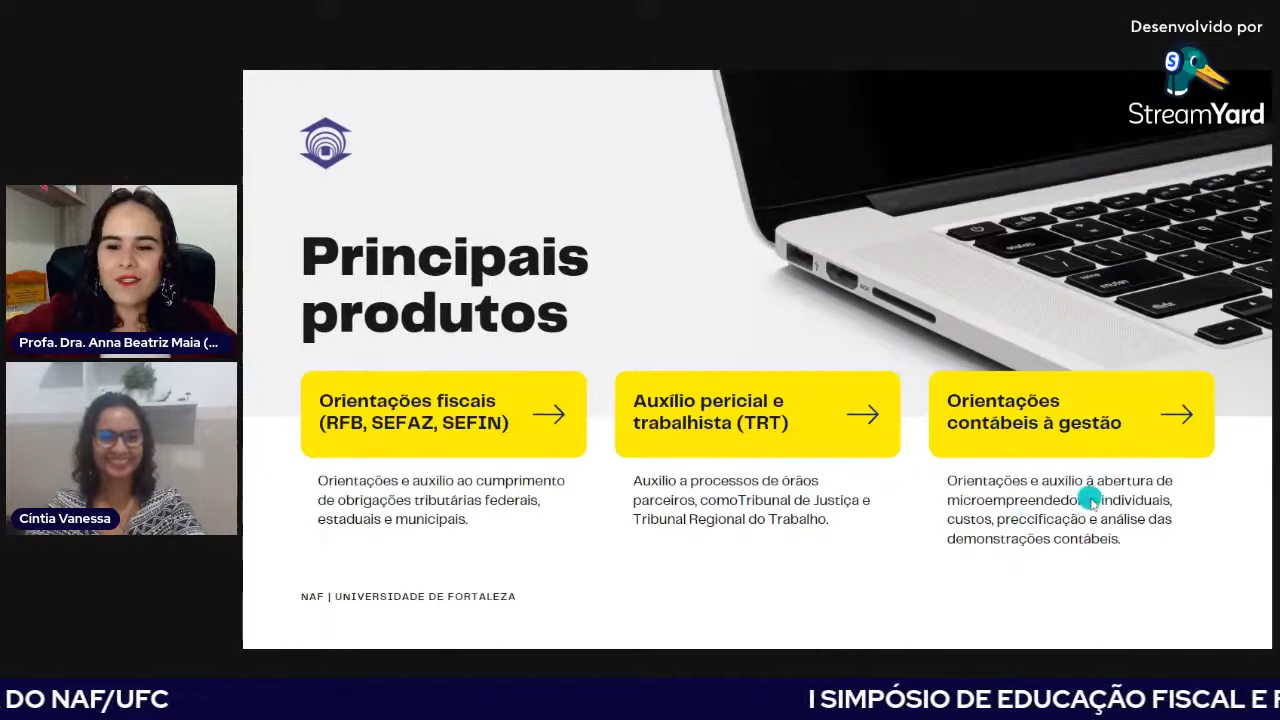 Desenvolvido por
StreamYard
Principais
produtos
Orientações fiscais
(RFB, SEFAZ, SEFIN)
Orientações e auxílio ao cumprimento
de obrigações tributárias federais,
estaduais e municipais.
Auxílio pericial e
trabalhista (TRT)
Auxílio a processos de órãos
parceiros, comoTribunal de Justiça e
Tribunal Regional do Trabalho.
Orientações
contábeis à gestão
Orientações e auxílio à abertura de
individuais,
custos, preccificação e análise das
demonstrações contábeis.
NAF | UNIVERSIDADE DE FORTALEZA
Profa. Dra. Anna Beatriz Maia (...
Cíntia Vanessa
DO NAF/UFC
I SIMPÓSIO DE EDUCAÇÃO FISCAL E